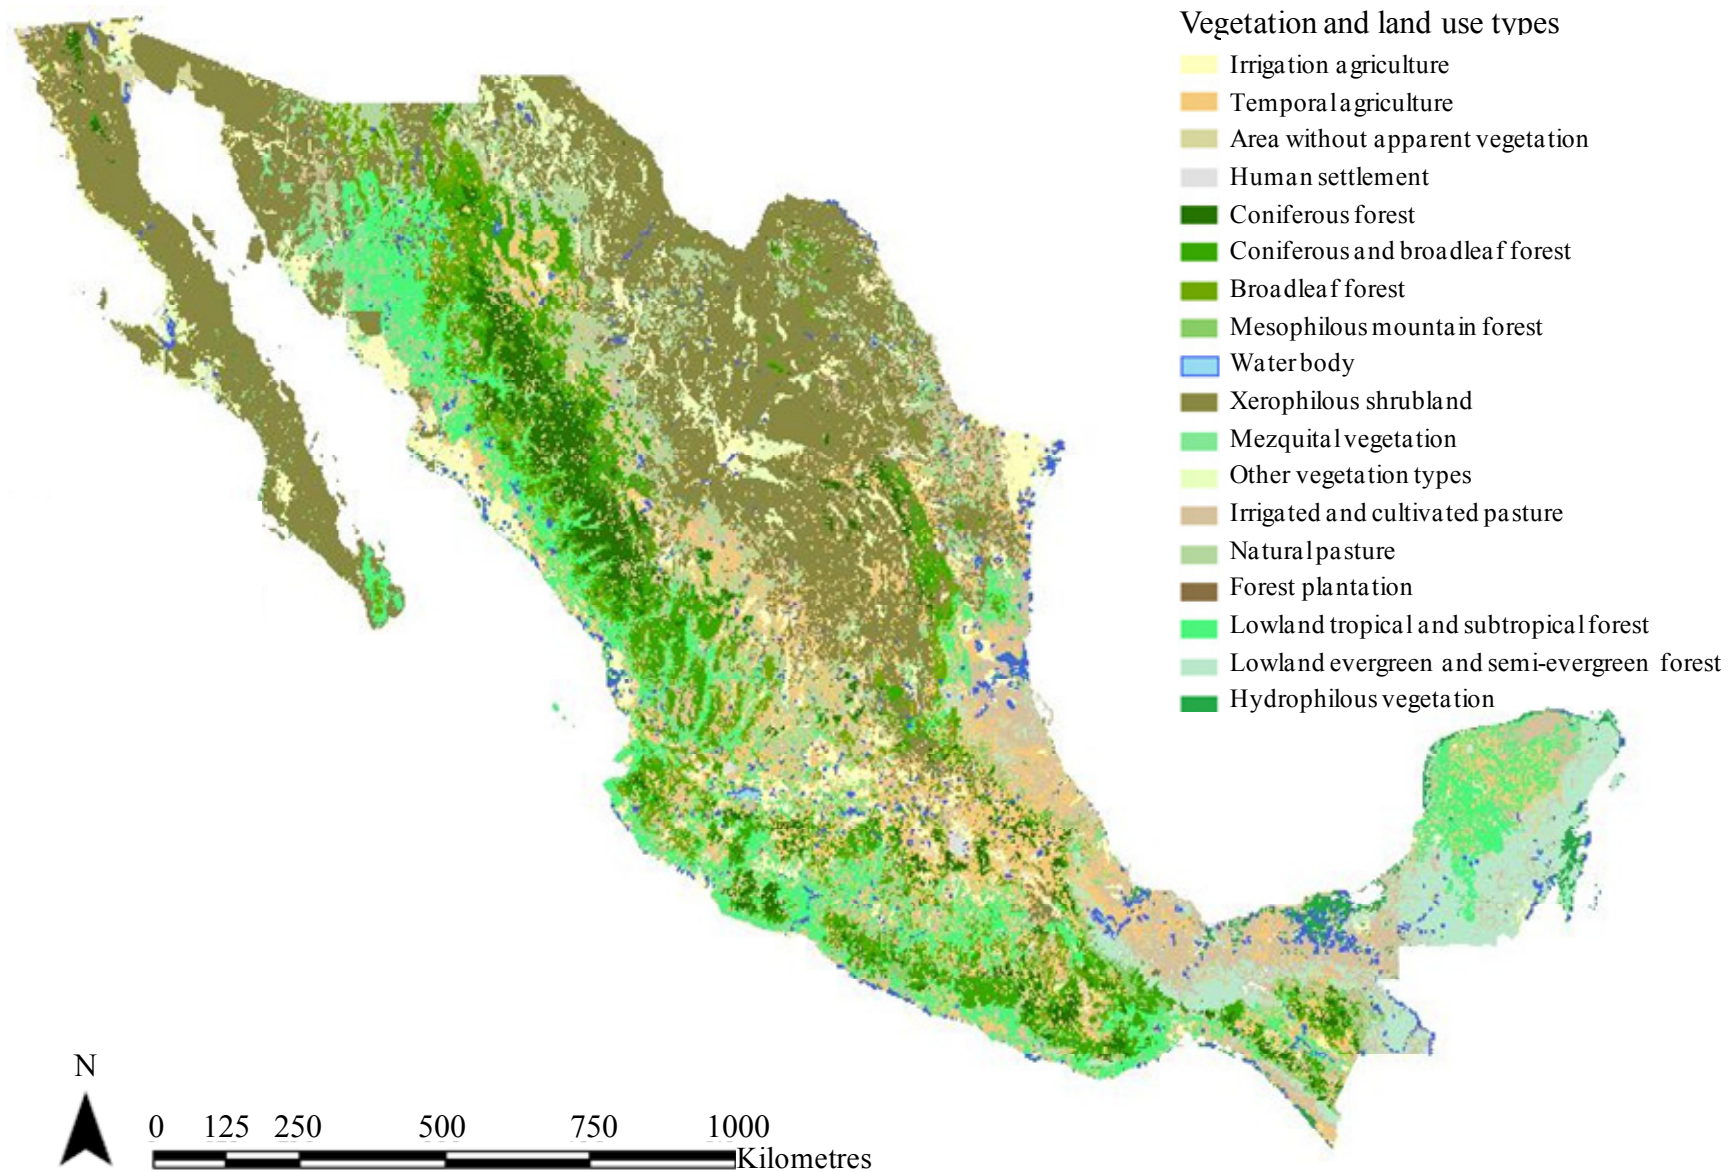 Vegetation and land use types
Irrigation agriculture
Temporal agriculture
Area without apparent vegetation
Human settlement
Coniferous forest
Coniferous and broadleaf forest
Broadleaf forest
Mesophilous mountain forest
Water body
Xerophilous shrubland
Mezquital vegetation
Other vegetation types
Irrigated and cultivated pasture
Natural pasture
Forest plantation
Lowland tropical and subtropical forest
Lowland evergreen and semi-evergreen forest
Hydrophilous vegetation
N
0 125 250 500 750 1000
Kilometres